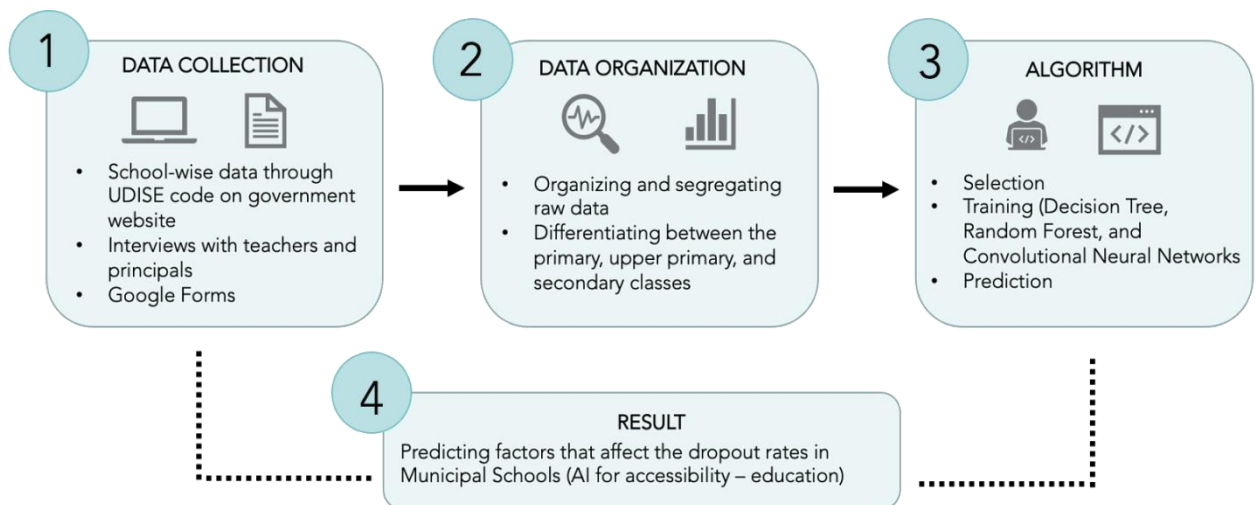 1
DATA COLLECTION
• School-wise data through
UDISE code on government
website
• Interviews with teachers and
principals
• Google Forms
2
DATA ORGANIZATION
• Organizing and segregating
raw data
• Differentiating between the
primary, upper primary, and
secondary classes
3
ALGORITHM
</>
</>
• Selection
• Training (Decision Tree,
Random Forest, and
Convolutional Neural Networks
• Prediction
4
RESULT
Predicting factors that affect the dropout rates in
Municipal Schools (AI for accessibility – education)